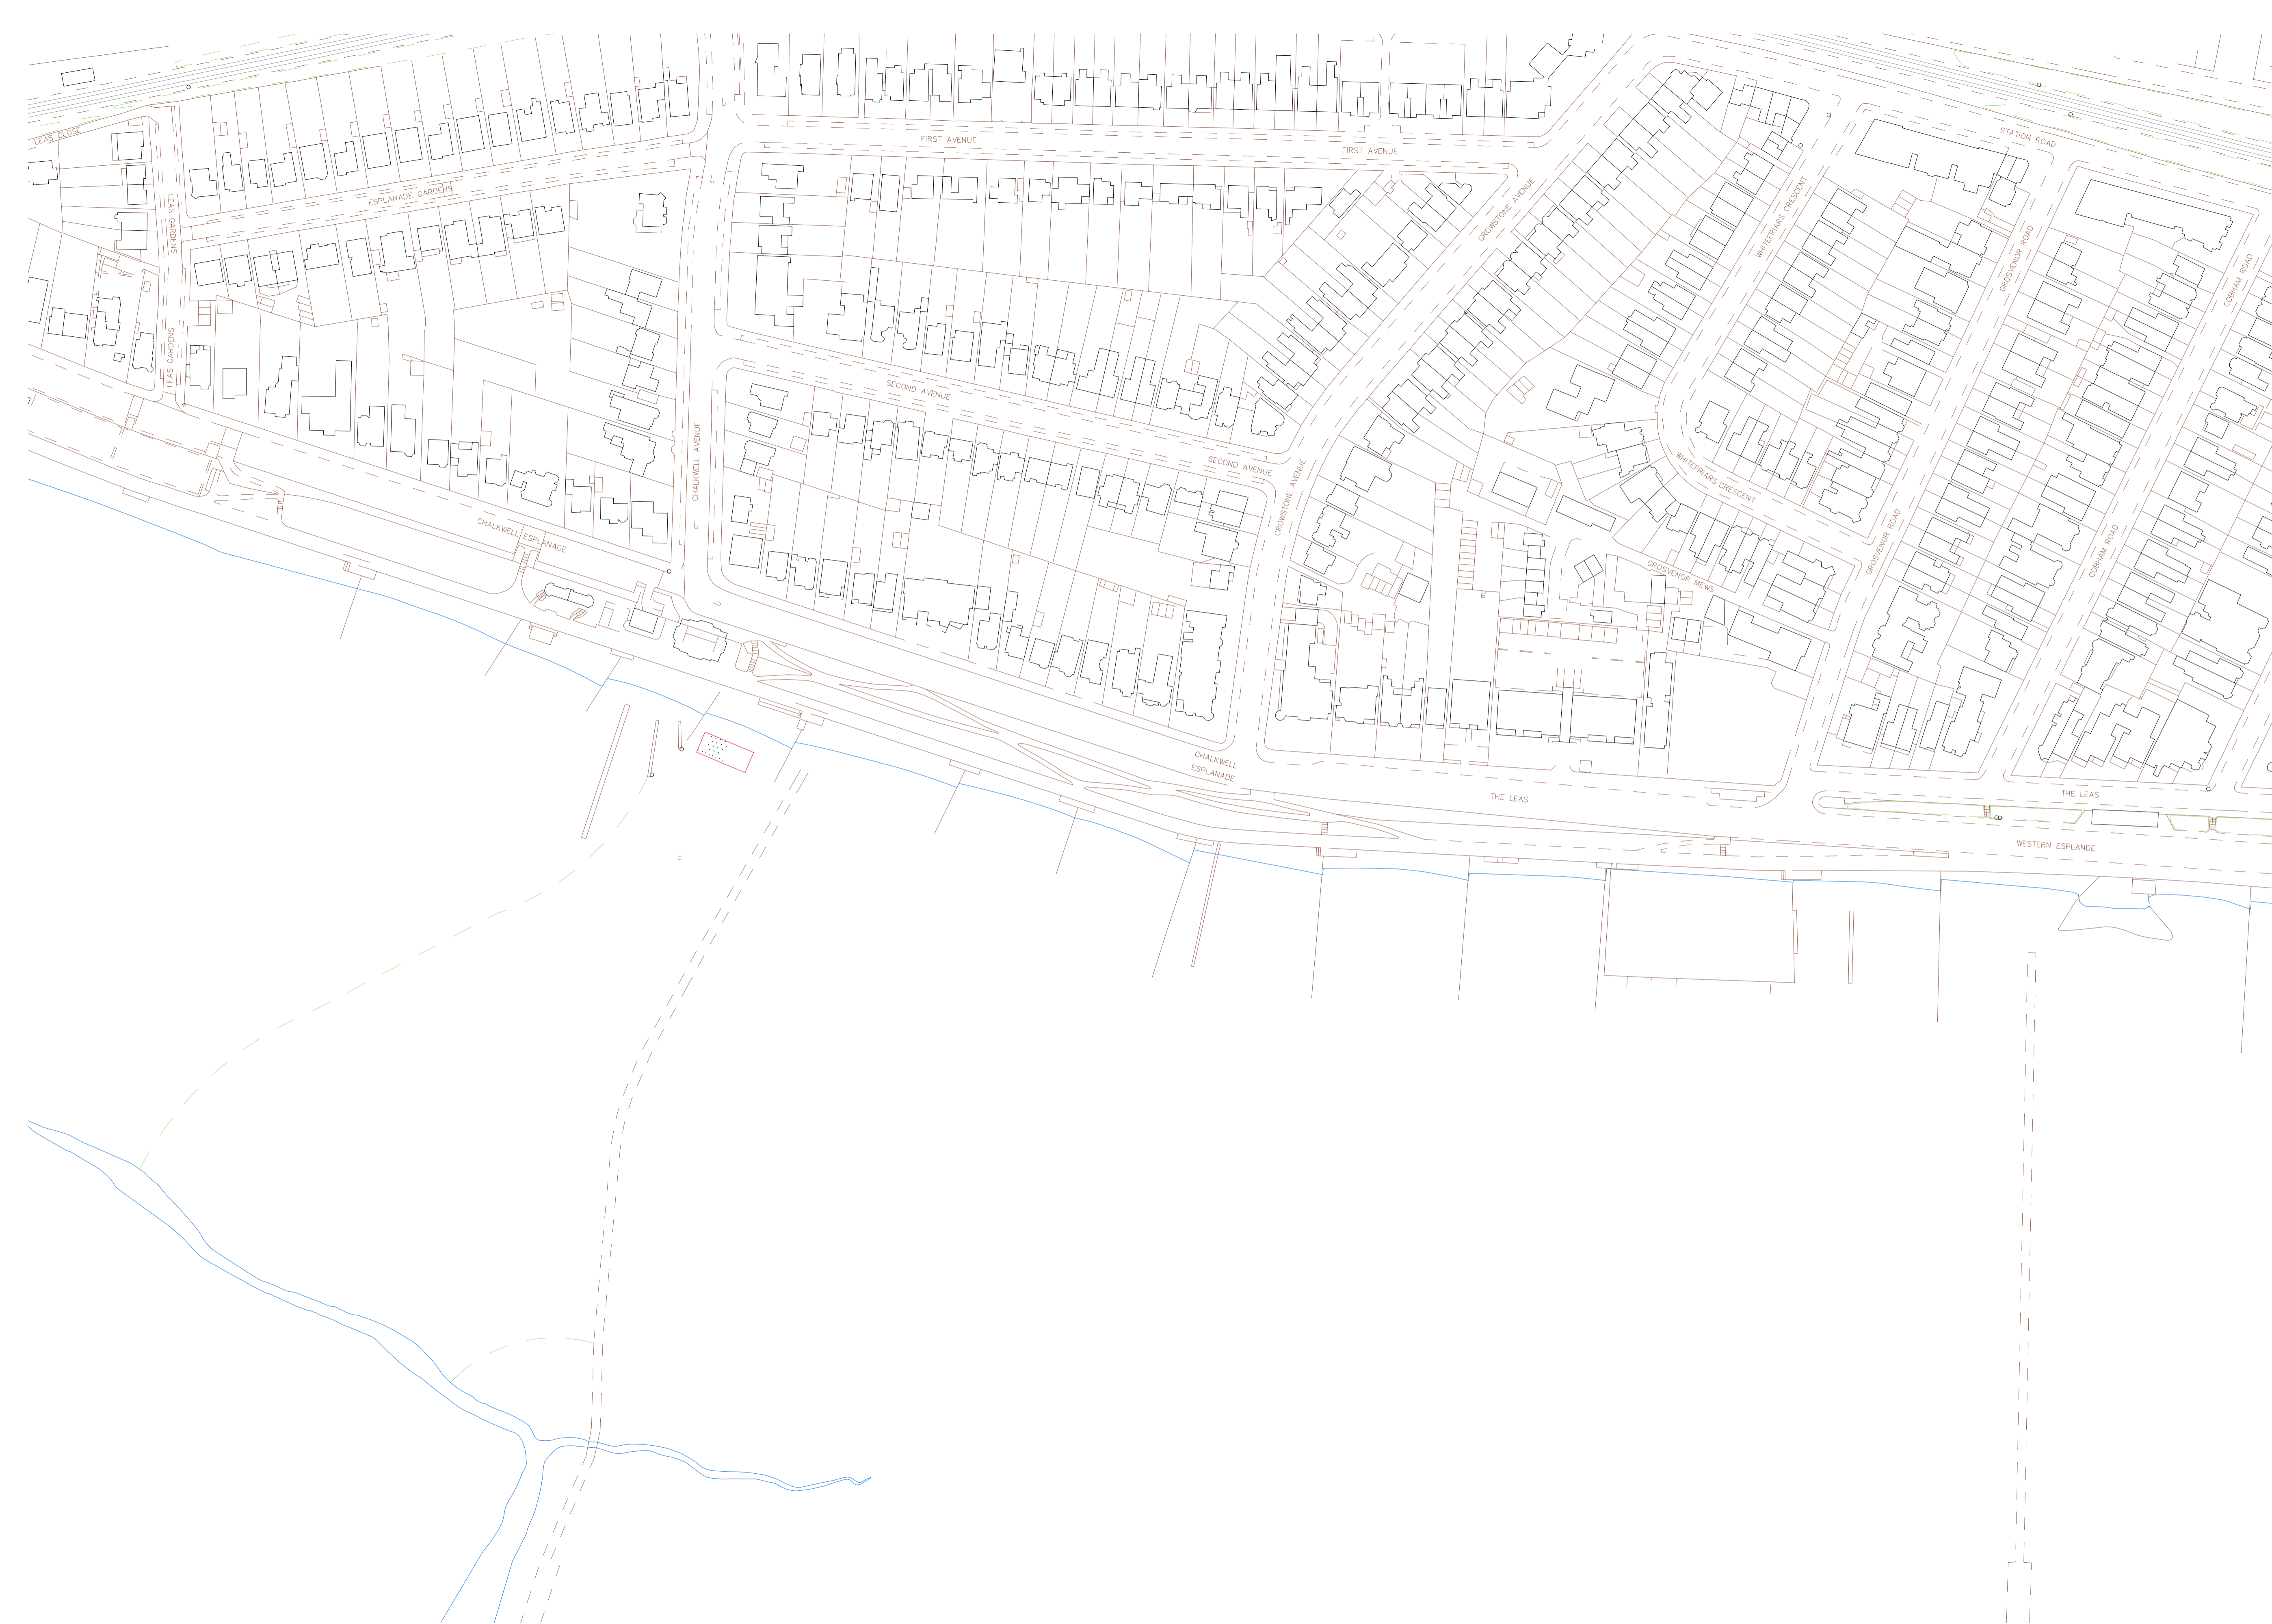 STATION ROAD
LEAS CLOSE
FIRST AVENUE
FIRST AVENUE
ESPLANADE GARDENS
LEAS GARDENS
CROWSTONE AVENUE
WHITEFRIARS CRESCENT
GROSVENOR ROAD
COBHAM ROAD
LEAS GARDENS
SECOND AVENUE
CHALKWELL AVENUE
SECOND AVENUE
CROWSTONE AVENUE
WHITEFRIARS CRESCENT
CHALKWELL ESPLANADE
GROSVENOR ROAD
COBHAM ROAD
GROSVENOR MEWS
CHALKWELL
ESPLANADE
THE LEAS
THE LEAS
WESTERN ESPLANDE